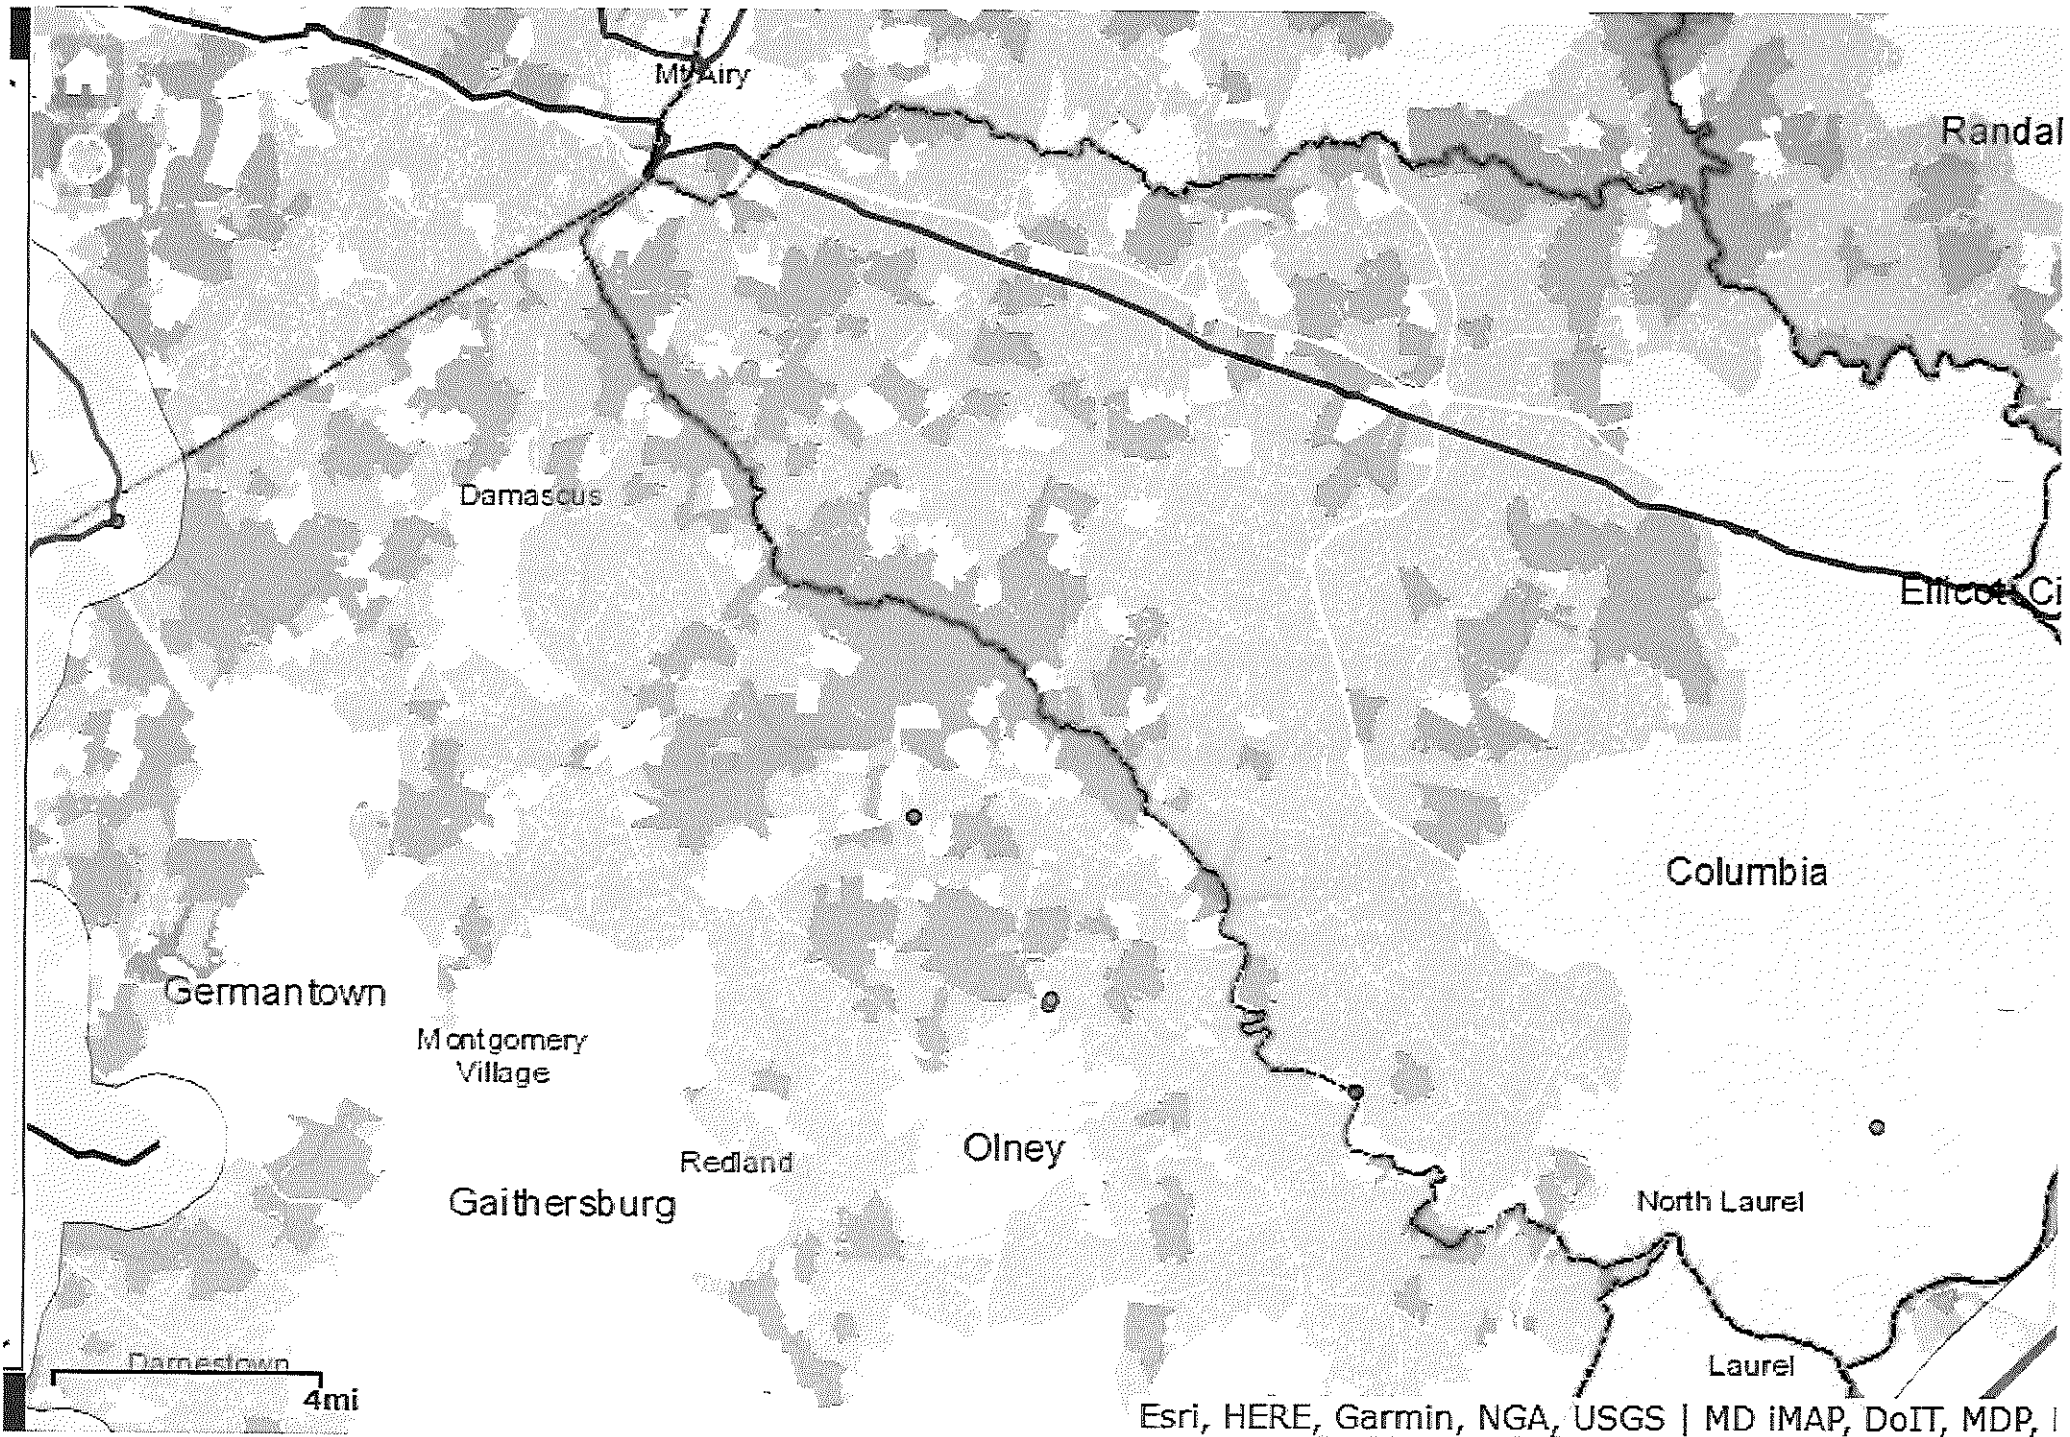 Mt Airy
Randal
Damascus
Ellicott Ci
Columbia
Germantown
Montgomery
Village
Olney
Redland
Gaithersburg
North Laurel
Darnestown
Laurel
4mi
Esri, HERE, Garmin, NGA, USGS | MD iMAP, DoIT, MDP,